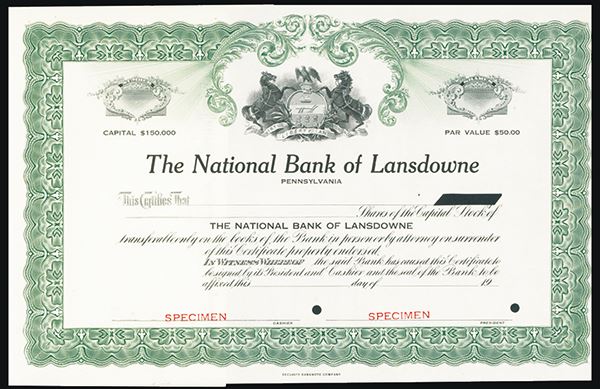 CAPITAL $150,000
PAR VALUE $50.00
The National Bank of Lansdowne
PENNSYLVANIA
This Certifies That
Shares of the Capital Stock of
THE NATIONAL BANK OF LANSDOWNE
transferable only on the books of the Bank in person or by attorney on surrender
of this Certificate properly endorsed.
In Witness Whereof the said Bank has caused this Certificate to
be signed by its President and Cashier and the seal of the Bank to be
affixed this day of 19
SPECIMEN SPECIMEN
CASHIER PRESIDENT
SECURITY BANKNOTE COMPANY